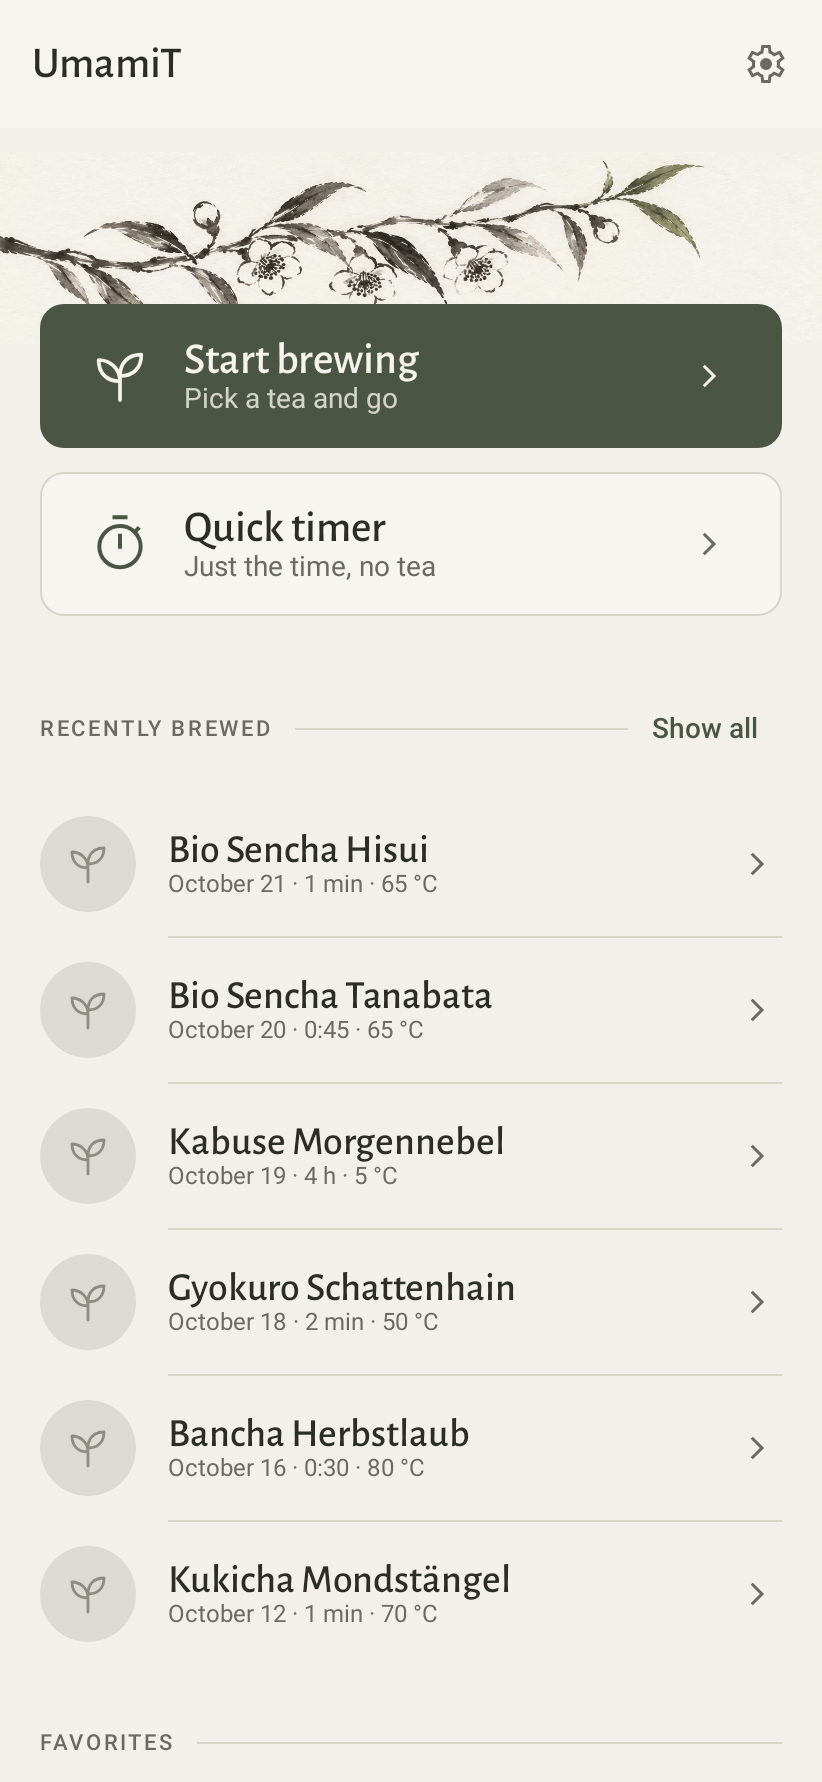 UmamiT
Start brewing
Pick a tea and go
Quick timer
Just the time, no tea
RECENTLY BREWED
Show all
Bio Sencha Hisui
October 21 · 1 min · 65 °C
Bio Sencha Tanabata
October 20 · 0:45 · 65 °C
Kabuse Morgennebel
October 19 · 4 h · 5 °C
Gyokuro Schattenhain
October 18 · 2 min · 50 °C
Bancha Herbstlaub
October 16 · 0:30 · 80 °C
Kukicha Mondstängel
October 12 · 1 min · 70 °C
FAVORITES